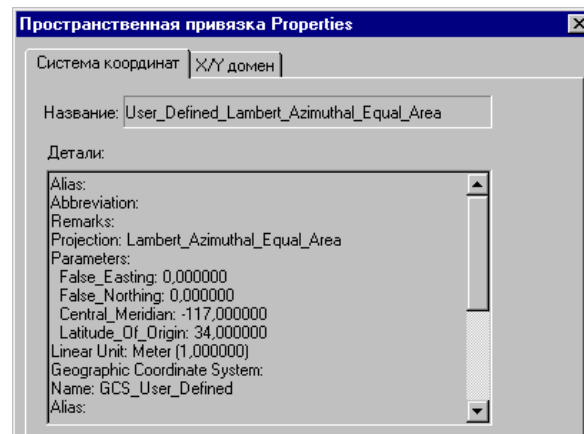 Пространственная привязка Properties
Система координат X/Y домен
Название: User_Defined_Lambert_Azimuthal_Equal_Area
Детали:
Alias:
Abbreviation:
Remarks:
Projection: Lambert_Azimuthal_Equal_Area
Parameters:
False_Easting: 0,000000
False_Northing: 0,000000
Central_Meridian: -117,000000
Latitude_Of_Origin: 34,000000
Linear Unit: Meter (1,000000)
Geographic Coordinate System:
Name: GCS_User_Defined
Alias: